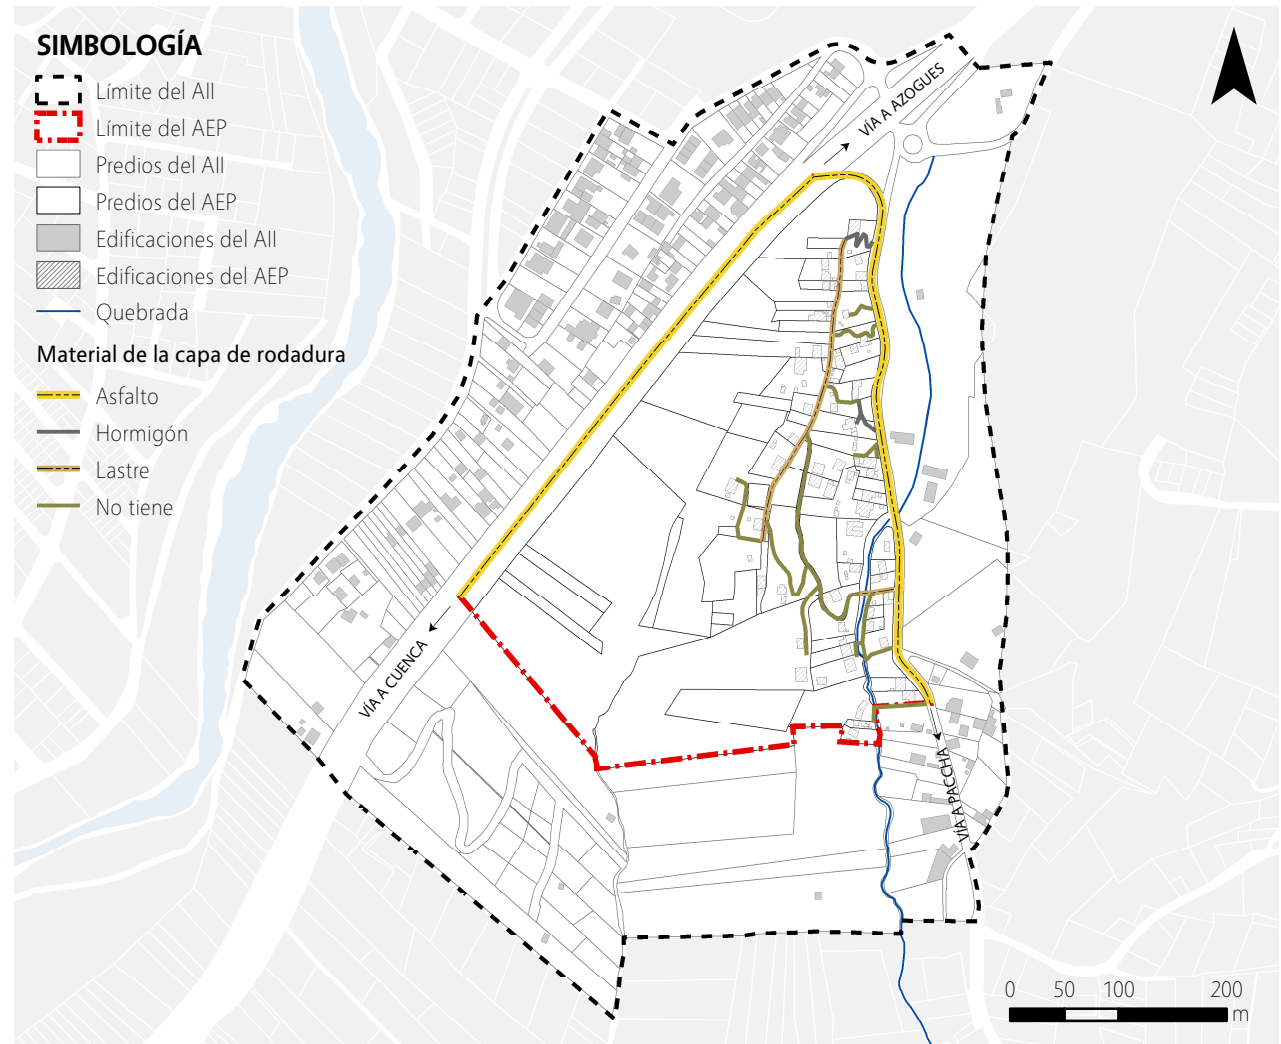 SIMBOLOGÍA
Límite del AII
Límite del AEP
Predios del AII
Predios del AEP
Edificaciones del AII
Edificaciones del AEP
Quebrada
Material de la capa de rodadura
Asfalto
Hormigón
Lastre
No tiene
VÍA A AZOGUES
VÍA A CUENCA
VÍA A PACCHA
0 50 100 200
m